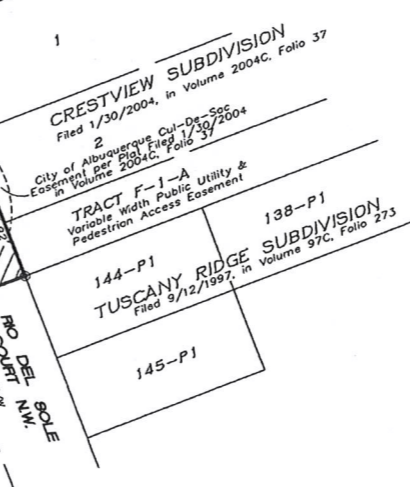 1
CRESTVIEW SUBDIVISION
Filed 1/30/2004, in Volume 2004C, Folio 37
2
City of Albuquerque Cul-De-Sac
Easement per Plat Filed 1/30/2004
in Volume 2004C, Folio 37
TRACT F-1-A
Variable Width Public Utility &
Pedestrion Access Easement
138-P1
144-P1
TUSCANY RIDGE SUBDIVISION
Filed 9/12/1997, in Volume 97C, Folio 273
145-P1
RIO DEL SOLE
COURT N.W.